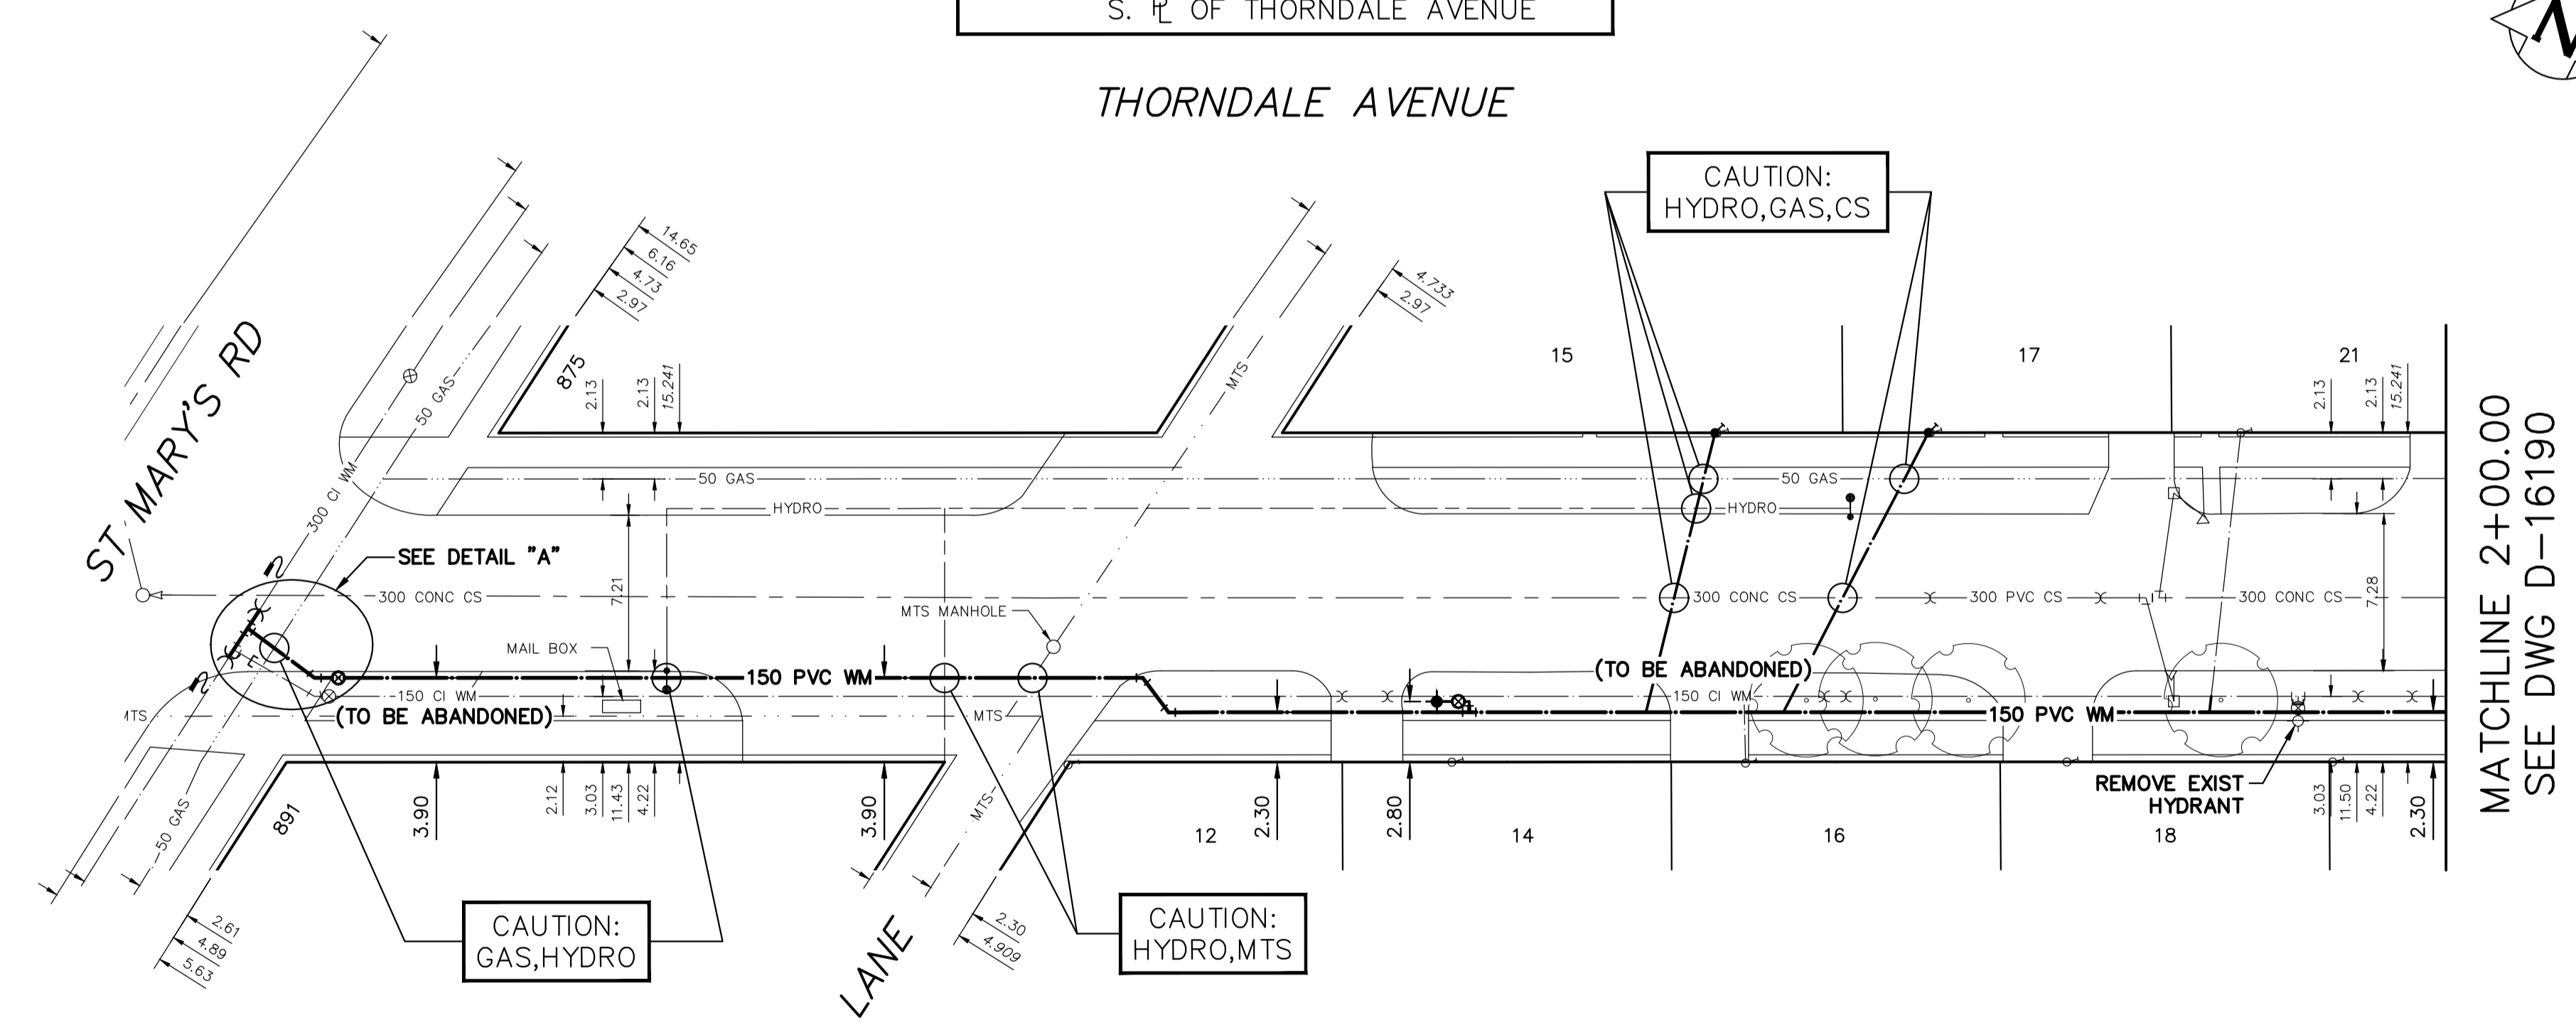 S. ⅊ OF THORNDALE AVENUE
N
THORNDALE AVENUE
CAUTION:
HYDRO,GAS,CS
14.65
6.16
4.73
2.97
4.733
2.97
ST. MARY'S RD
875
2.13
2.13
15.241
15
17
21
2.13
2.13
15.241
MTS
50 GAS
300 CI WM
50 GAS
50 GAS
HYDRO
HYDRO
SEE DETAIL "A"
300 CONC CS
7.21
MTS MANHOLE
300 CONC CS
300 PVC CS
300 CONC CS
7.28
MAIL BOX
150 PVC WM
(TO BE ABANDONED)
150 CI WM
150 CI WM
MTS
(TO BE ABANDONED)
MTS
150 PVC WM
MATCHLINE 2+00.00
SEE DWG D-16190
REMOVE EXIST
HYDRANT
50 GAS
891
3.90
2.12
3.03
11.43
4.22
3.90
MTS
12
2.30
2.80
14
16
18
3.03
11.50
4.22
2.30
2.61
4.89
5.63
CAUTION:
GAS,HYDRO
LANE
2.30
4.909
CAUTION:
HYDRO,MTS